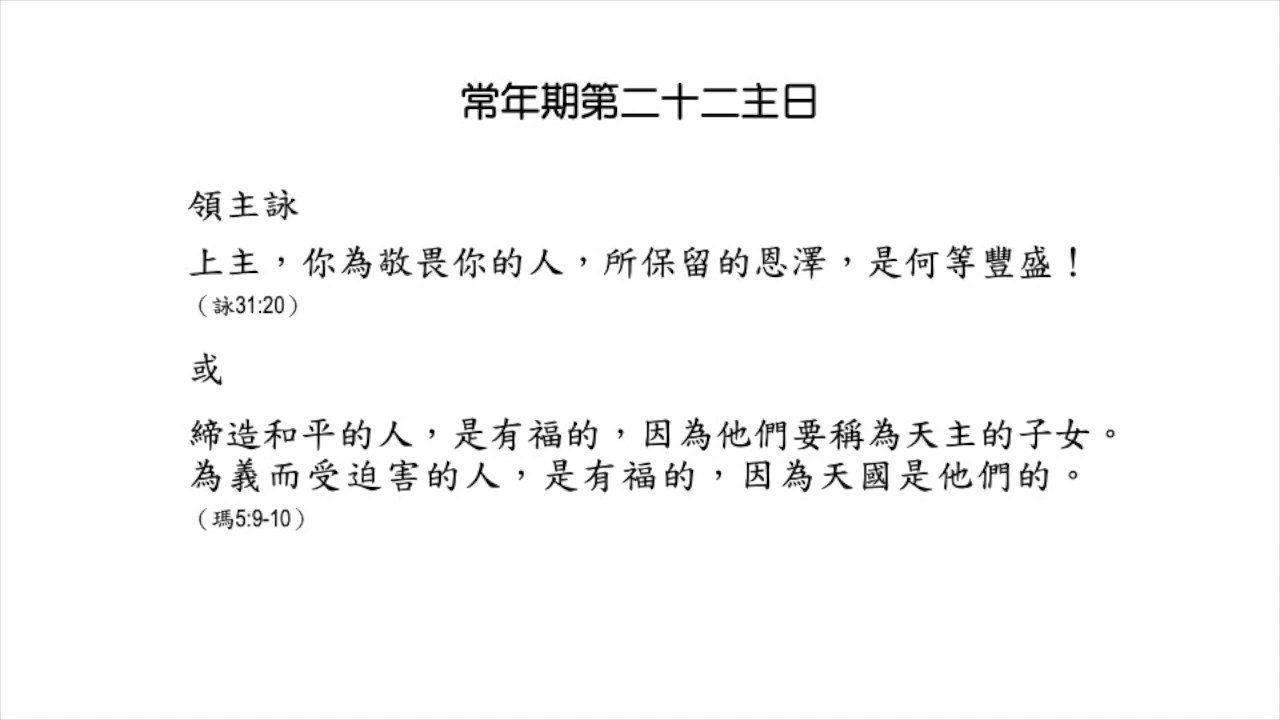 常年期第二十二主日
領主詠
上主，你為敬畏你的人，所保留的恩澤，是何等豐盛！
（詠31:20）
或
締造和平的人，是有福的，因為他們要稱為天主的子女。
為義而受迫害的人，是有福的，因為天國是他們的。
（瑪5:9-10）